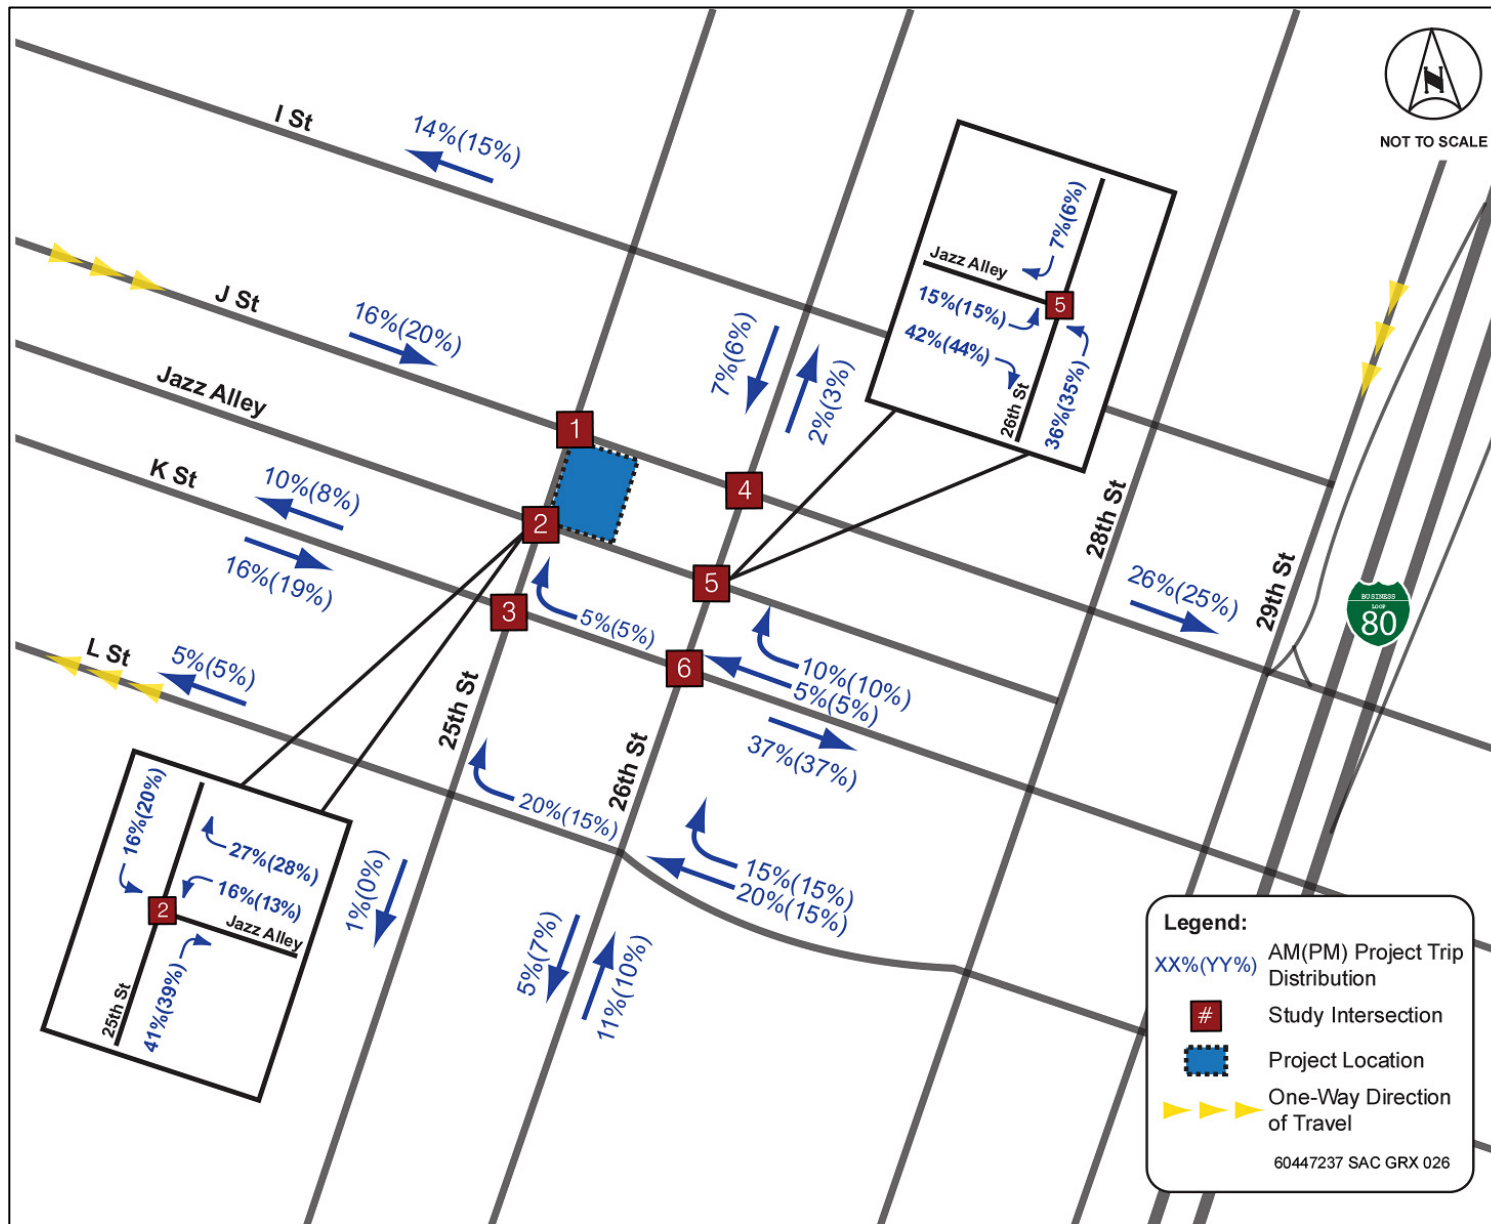 I St
14%(15%)
N
NOT TO SCALE
J St
16%(20%)
7%(6%)
2%(3%)
7%(6%)
Jazz Alley
5
15%(15%)
42%(44%)
26th St
36%(35%)
Jazz Alley
K St
10%(8%)
16%(19%)
1
2
3
4
5
6
5%(5%)
10%(10%)
5%(5%)
37%(37%)
28th St
26%(25%)
29th St
BUSINESS
LOOP
80
L St
5%(5%)
25th St
26th St
20%(15%)
15%(15%)
20%(15%)
16%(20%)
27%(28%)
16%(13%)
2
Jazz Alley
25th St
41%(39%)
1%(0%)
5%(7%)
11%(10%)
Legend:
XX%(YY%)
AM(PM) Project Trip
Distribution
#
Study Intersection
Project Location
One-Way Direction
of Travel
60447237 SAC GRX 026